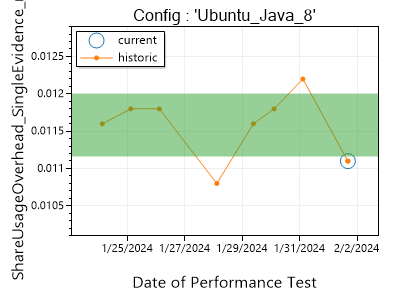 Config : 'Ubuntu_Java_8'
current
historic
ShareUsageOverhead_SingleEvidence_
0.0125
0.012
0.0115
0.011
0.0105
1/25/2024
1/27/2024
1/29/2024
1/31/2024
2/2/2024
Date of Performance Test